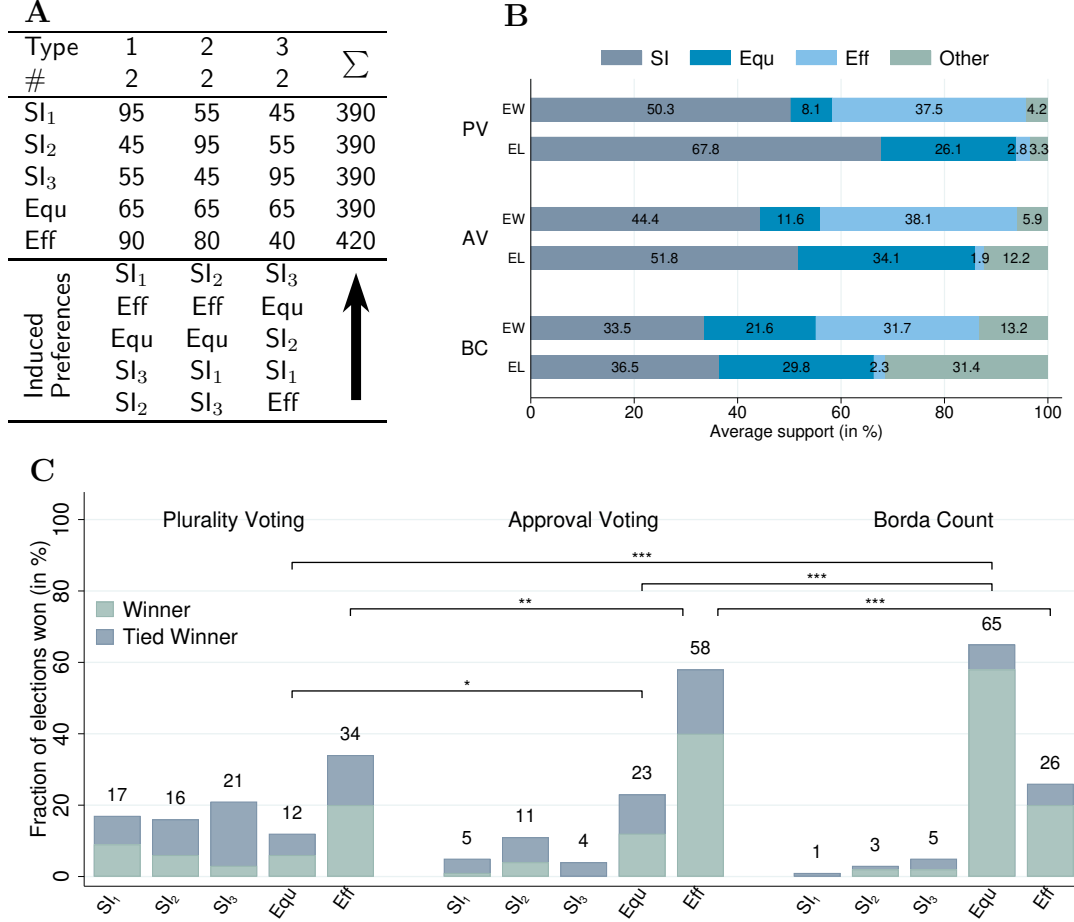 A
Type 1 2 3 ∑
# 2 2 2
SI₁ 95 55 45 390
SI₂ 45 95 55 390
SI₃ 55 45 95 390
Equ 65 65 65 390
Eff 90 80 40 420
Induced Preferences
SI₁ SI₂ SI₃
Eff Eff Equ
Equ Equ SI₂
SI₃ SI₁ SI₁
SI₂ SI₃ Eff
B
SI Equ Eff Other
PV
EW 50.3 8.1 37.5 4.2
EL 67.8 26.1 2.8 3.3
AV
EW 44.4 11.6 38.1 5.9
EL 51.8 34.1 1.9 12.2
BC
EW 33.5 21.6 31.7 13.2
EL 36.5 29.8 2.3 31.4
0 20 40 60 80 100
Average support (in %)
C
Plurality Voting Approval Voting Borda Count
Fraction of elections won (in %)
100
80
60
40
20
0
Winner
Tied Winner
***
***
** ***
*
17 16 21 12 34
5 11 4 23 58
1 3 5 65 26
SI₁ SI₂ SI₃ Equ Eff SI₁ SI₂ SI₃ Equ Eff SI₁ SI₂ SI₃ Equ Eff